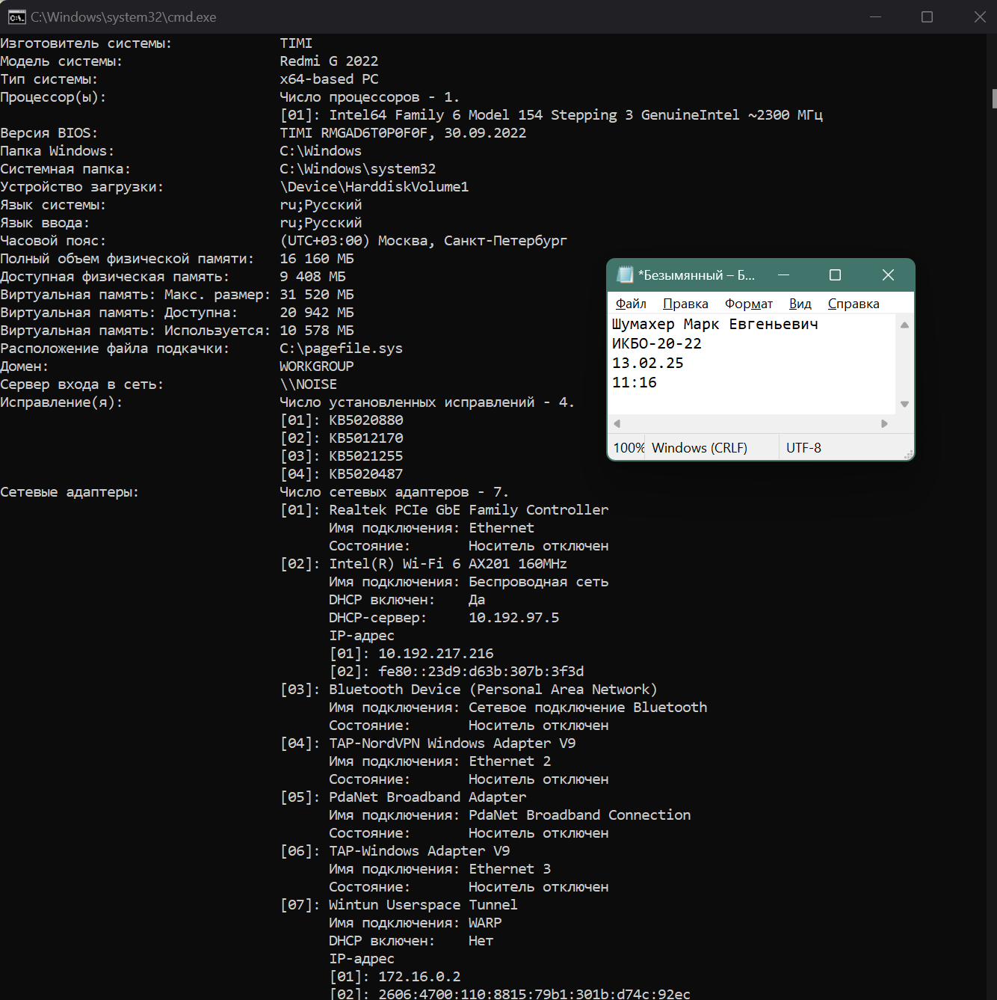 C:\Windows\system32\cmd.exe
Изготовитель системы: TIMI
Модель системы: Redmi G 2022
Тип системы: x64-based PC
Процессор(ы): Число процессоров - 1.
[01]: Intel64 Family 6 Model 154 Stepping 3 GenuineIntel ~2300 МГц
Версия BIOS: TIMI RMGAD6T0P0F0F, 30.09.2022
Папка Windows: C:\Windows
Системная папка: C:\Windows\system32
Устройство загрузки: \Device\HarddiskVolume1
Язык системы: ru;Русский
Язык ввода: ru;Русский
Часовой пояс: (UTC+03:00) Москва, Санкт-Петербург
Полный объем физической памяти: 16 160 МБ
Доступная физическая память: 9 408 МБ
Виртуальная память: Макс. размер: 31 520 МБ
Виртуальная память: Доступна: 20 942 МБ
Виртуальная память: Используется: 10 578 МБ
Расположение файла подкачки: C:\pagefile.sys
Домен: WORKGROUP
Сервер входа в сеть: \\NOISE
Исправление(я): Число установленных исправлений - 4.
[01]: KB5020880
[02]: KB5012170
[03]: KB5021255
[04]: KB5020487
Сетевые адаптеры: Число сетевых адаптеров - 7.
[01]: Realtek PCIe GbE Family Controller
Имя подключения: Ethernet
Состояние: Носитель отключен
[02]: Intel(R) Wi-Fi 6 AX201 160MHz
Имя подключения: Беспроводная сеть
DHCP включен: Да
DHCP-сервер: 10.192.97.5
IP-адрес
[01]: 10.192.217.216
[02]: fe80::23d9:d63b:307b:3f3d
[03]: Bluetooth Device (Personal Area Network)
Имя подключения: Сетевое подключение Bluetooth
Состояние: Носитель отключен
[04]: TAP-NordVPN Windows Adapter V9
Имя подключения: Ethernet 2
Состояние: Носитель отключен
[05]: PdaNet Broadband Adapter
Имя подключения: PdaNet Broadband Connection
Состояние: Носитель отключен
[06]: TAP-Windows Adapter V9
Имя подключения: Ethernet 3
Состояние: Носитель отключен
[07]: Wintun Userspace Tunnel
Имя подключения: WARP
DHCP включен: Нет
IP-адрес
[01]: 172.16.0.2
[02]: 2606:4700:110:8815:79b1:301b:d74c:92ec
*Безымянный – Б...
Файл Правка Формат Вид Справка
Шумахер Марк Евгеньевич
ИКБО-20-22
13.02.25
11:16
100% Windows (CRLF) UTF-8